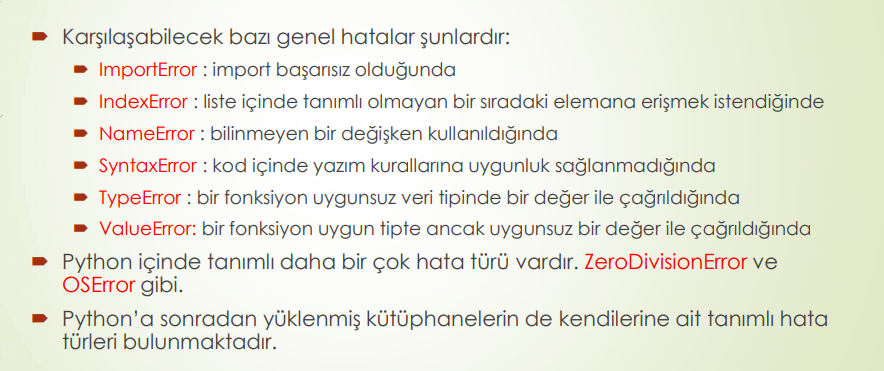 Karşılaşabilecek bazı genel hatalar şunlardır:
ImportError : import başarısız olduğunda
IndexError : liste içinde tanımlı olmayan bir sıradaki elemana erişmek istendiğinde
NameError : bilinmeyen bir değişken kullanıldığında
SyntaxError : kod içinde yazım kurallarına uygunluk sağlanmadığında
TypeError : bir fonksiyon uygunsuz veri tipinde bir değer ile çağrıldığında
ValueError: bir fonksiyon uygun tipte ancak uygunsuz bir değer ile çağrıldığında
Python içinde tanımlı daha bir çok hata türü vardır. ZeroDivisionError ve
OSError gibi.
Python'a sonradan yüklenmiş kütüphanelerin de kendilerine ait tanımlı hata
türleri bulunmaktadır.